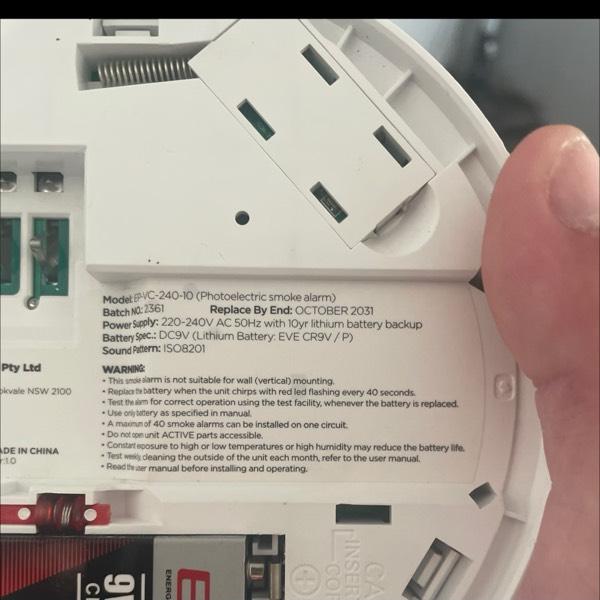 Model: EP-VC-240-10 (Photoelectric smoke alarm)
Batch NO: 2361 Replace By End: OCTOBER 2031
Power Supply: 220-240V AC 50Hz with 10yr lithium battery backup
Battery Spec.: DC9V (Lithium Battery: EVE CR9V / P)
Sound Pattern: ISO8201
WARNING:
• This smoke alarm is not suitable for wall (vertical) mounting.
• Replace the battery when the unit chirps with red led flashing every 40 seconds.
• Test the alarm for correct operation using the test facility, whenever the battery is replaced.
• Use only battery as specified in manual.
• A maximum of 40 smoke alarms can be installed on one circuit.
• Do not open unit ACTIVE parts accessible.
• Constant exposure to high or low temperatures or high humidity may reduce the battery life.
• Test weekly, cleaning the outside of the unit each month, refer to the user manual.
• Read the user manual before installing and operating.
Pty Ltd
okvale NSW 2100
ADE IN CHINA
r:1.0
9V
E
ENERG
INSER